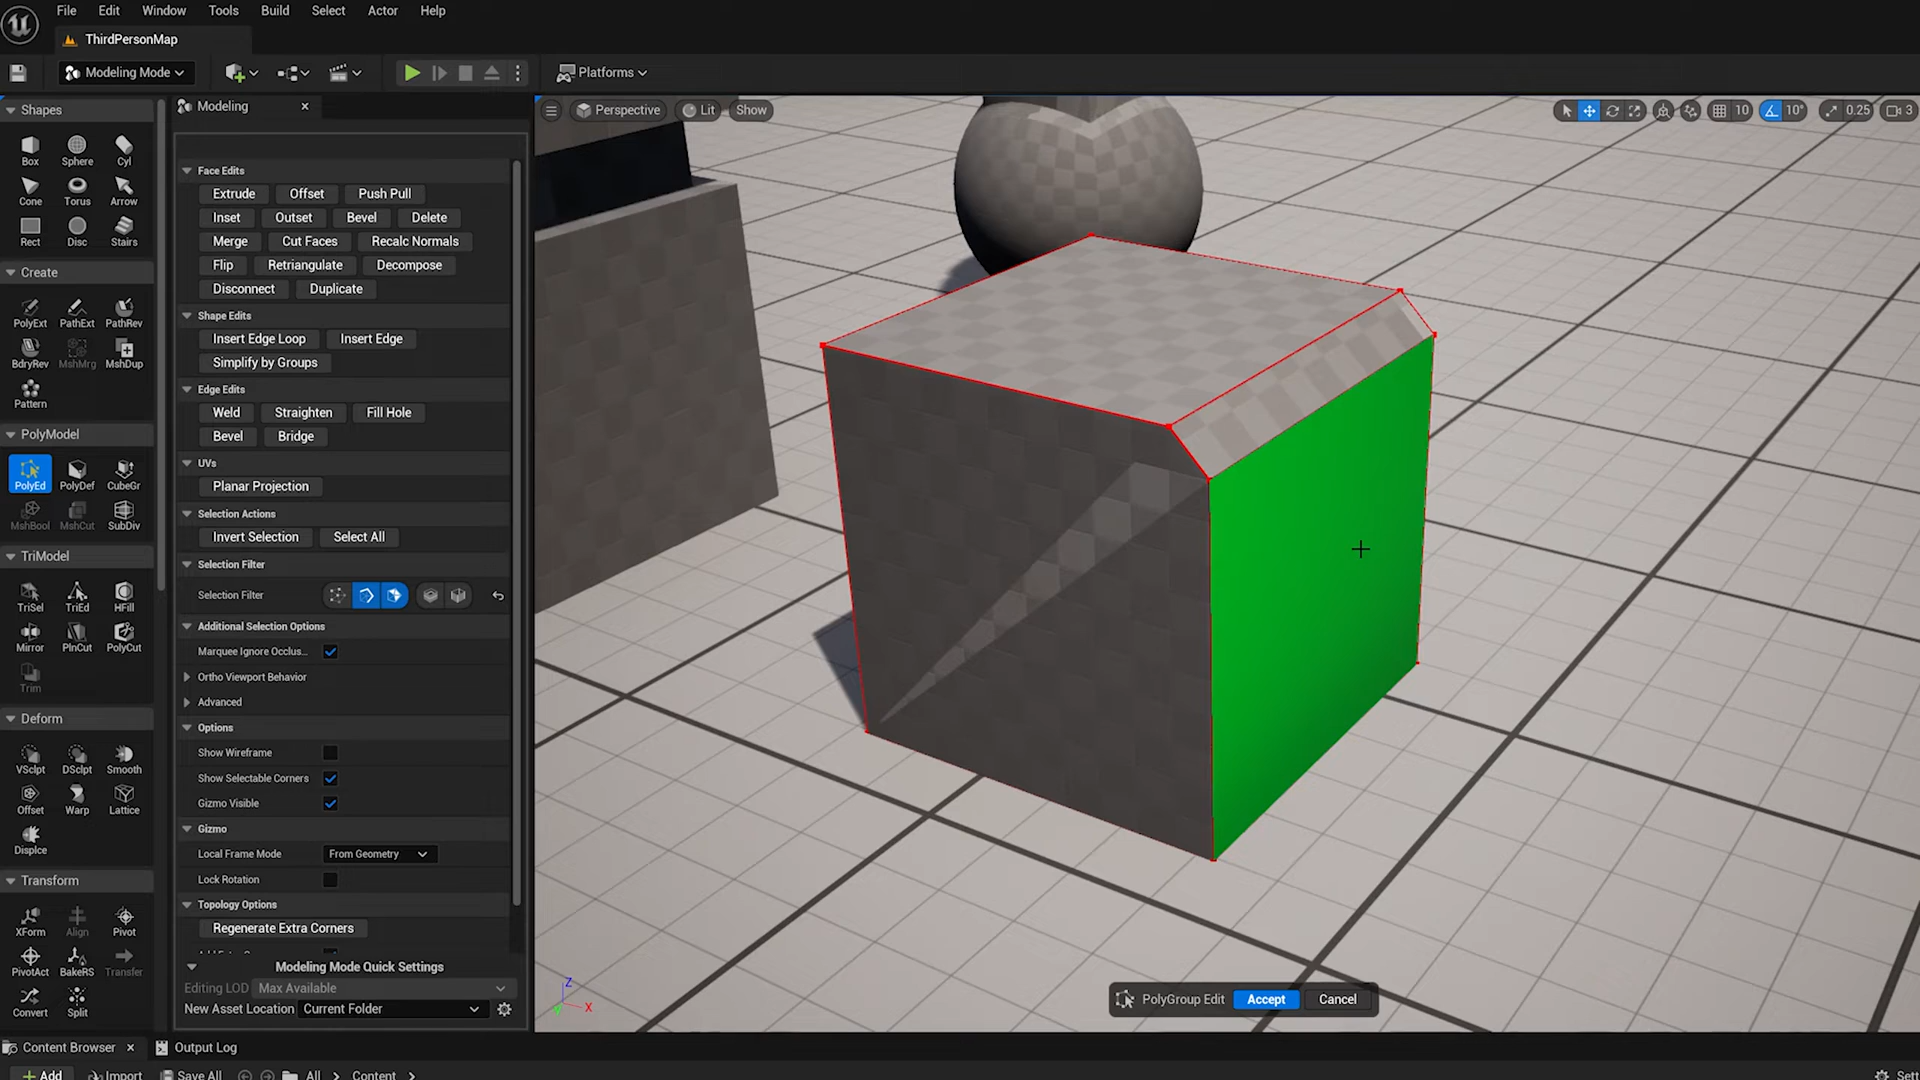 File Edit Window Tools Build Select Actor Help
ThirdPersonMap
Modeling Mode
Platforms
Shapes
Box Sphere Cyl
Cone Torus Arrow
Rect Disc Stairs
Create
PolyExt PathExt PathRev
BdryRev MshMrg MshDup
Pattern
PolyModel
PolyEd PolyDef CubeGr
MshBool MshCut SubDiv
TriModel
TriSel TriEd HFill
Mirror PlnCut PolyCut
Trim
Deform
VSclpt DSclpt Smooth
Offset Warp Lattice
Displce
Transform
XForm Align Pivot
PivotAct BakeRS Transfer
Convert Split
Modeling
Face Edits
Extrude Offset Push Pull
Inset Outset Bevel Delete
Merge Cut Faces Recalc Normals
Flip Retriangulate Decompose
Disconnect Duplicate
Shape Edits
Insert Edge Loop Insert Edge
Simplify by Groups
Edge Edits
Weld Straighten Fill Hole
Bevel Bridge
UVs
Planar Projection
Selection Actions
Invert Selection Select All
Selection Filter
Selection Filter
Additional Selection Options
Marquee Ignore Occlus...
Ortho Viewport Behavior
Advanced
Options
Show Wireframe
Show Selectable Corners
Gizmo Visible
Gizmo
Local Frame Mode From Geometry
Lock Rotation
Topology Options
Regenerate Extra Corners
Modeling Mode Quick Settings
Editing LOD Max Available
New Asset Location Current Folder
Perspective Lit Show
10 10° 0.25 3
Z
X
Y
PolyGroup Edit Accept Cancel
Content Browser Output Log
Add Import Save All All Content